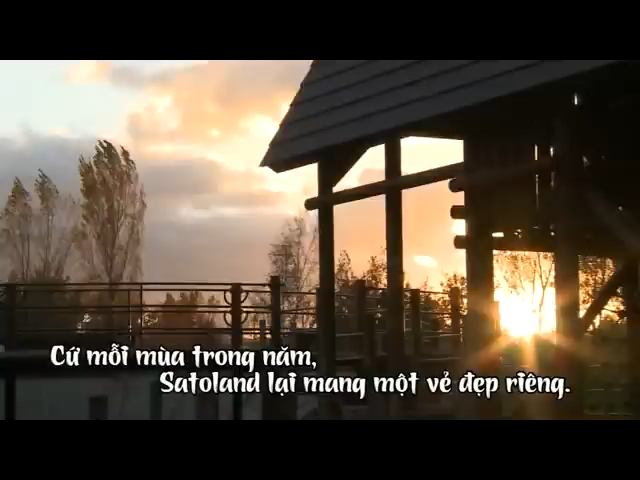 Cứ mỗi mùa trong năm,
Satoland lại mang một vẻ đẹp riêng.